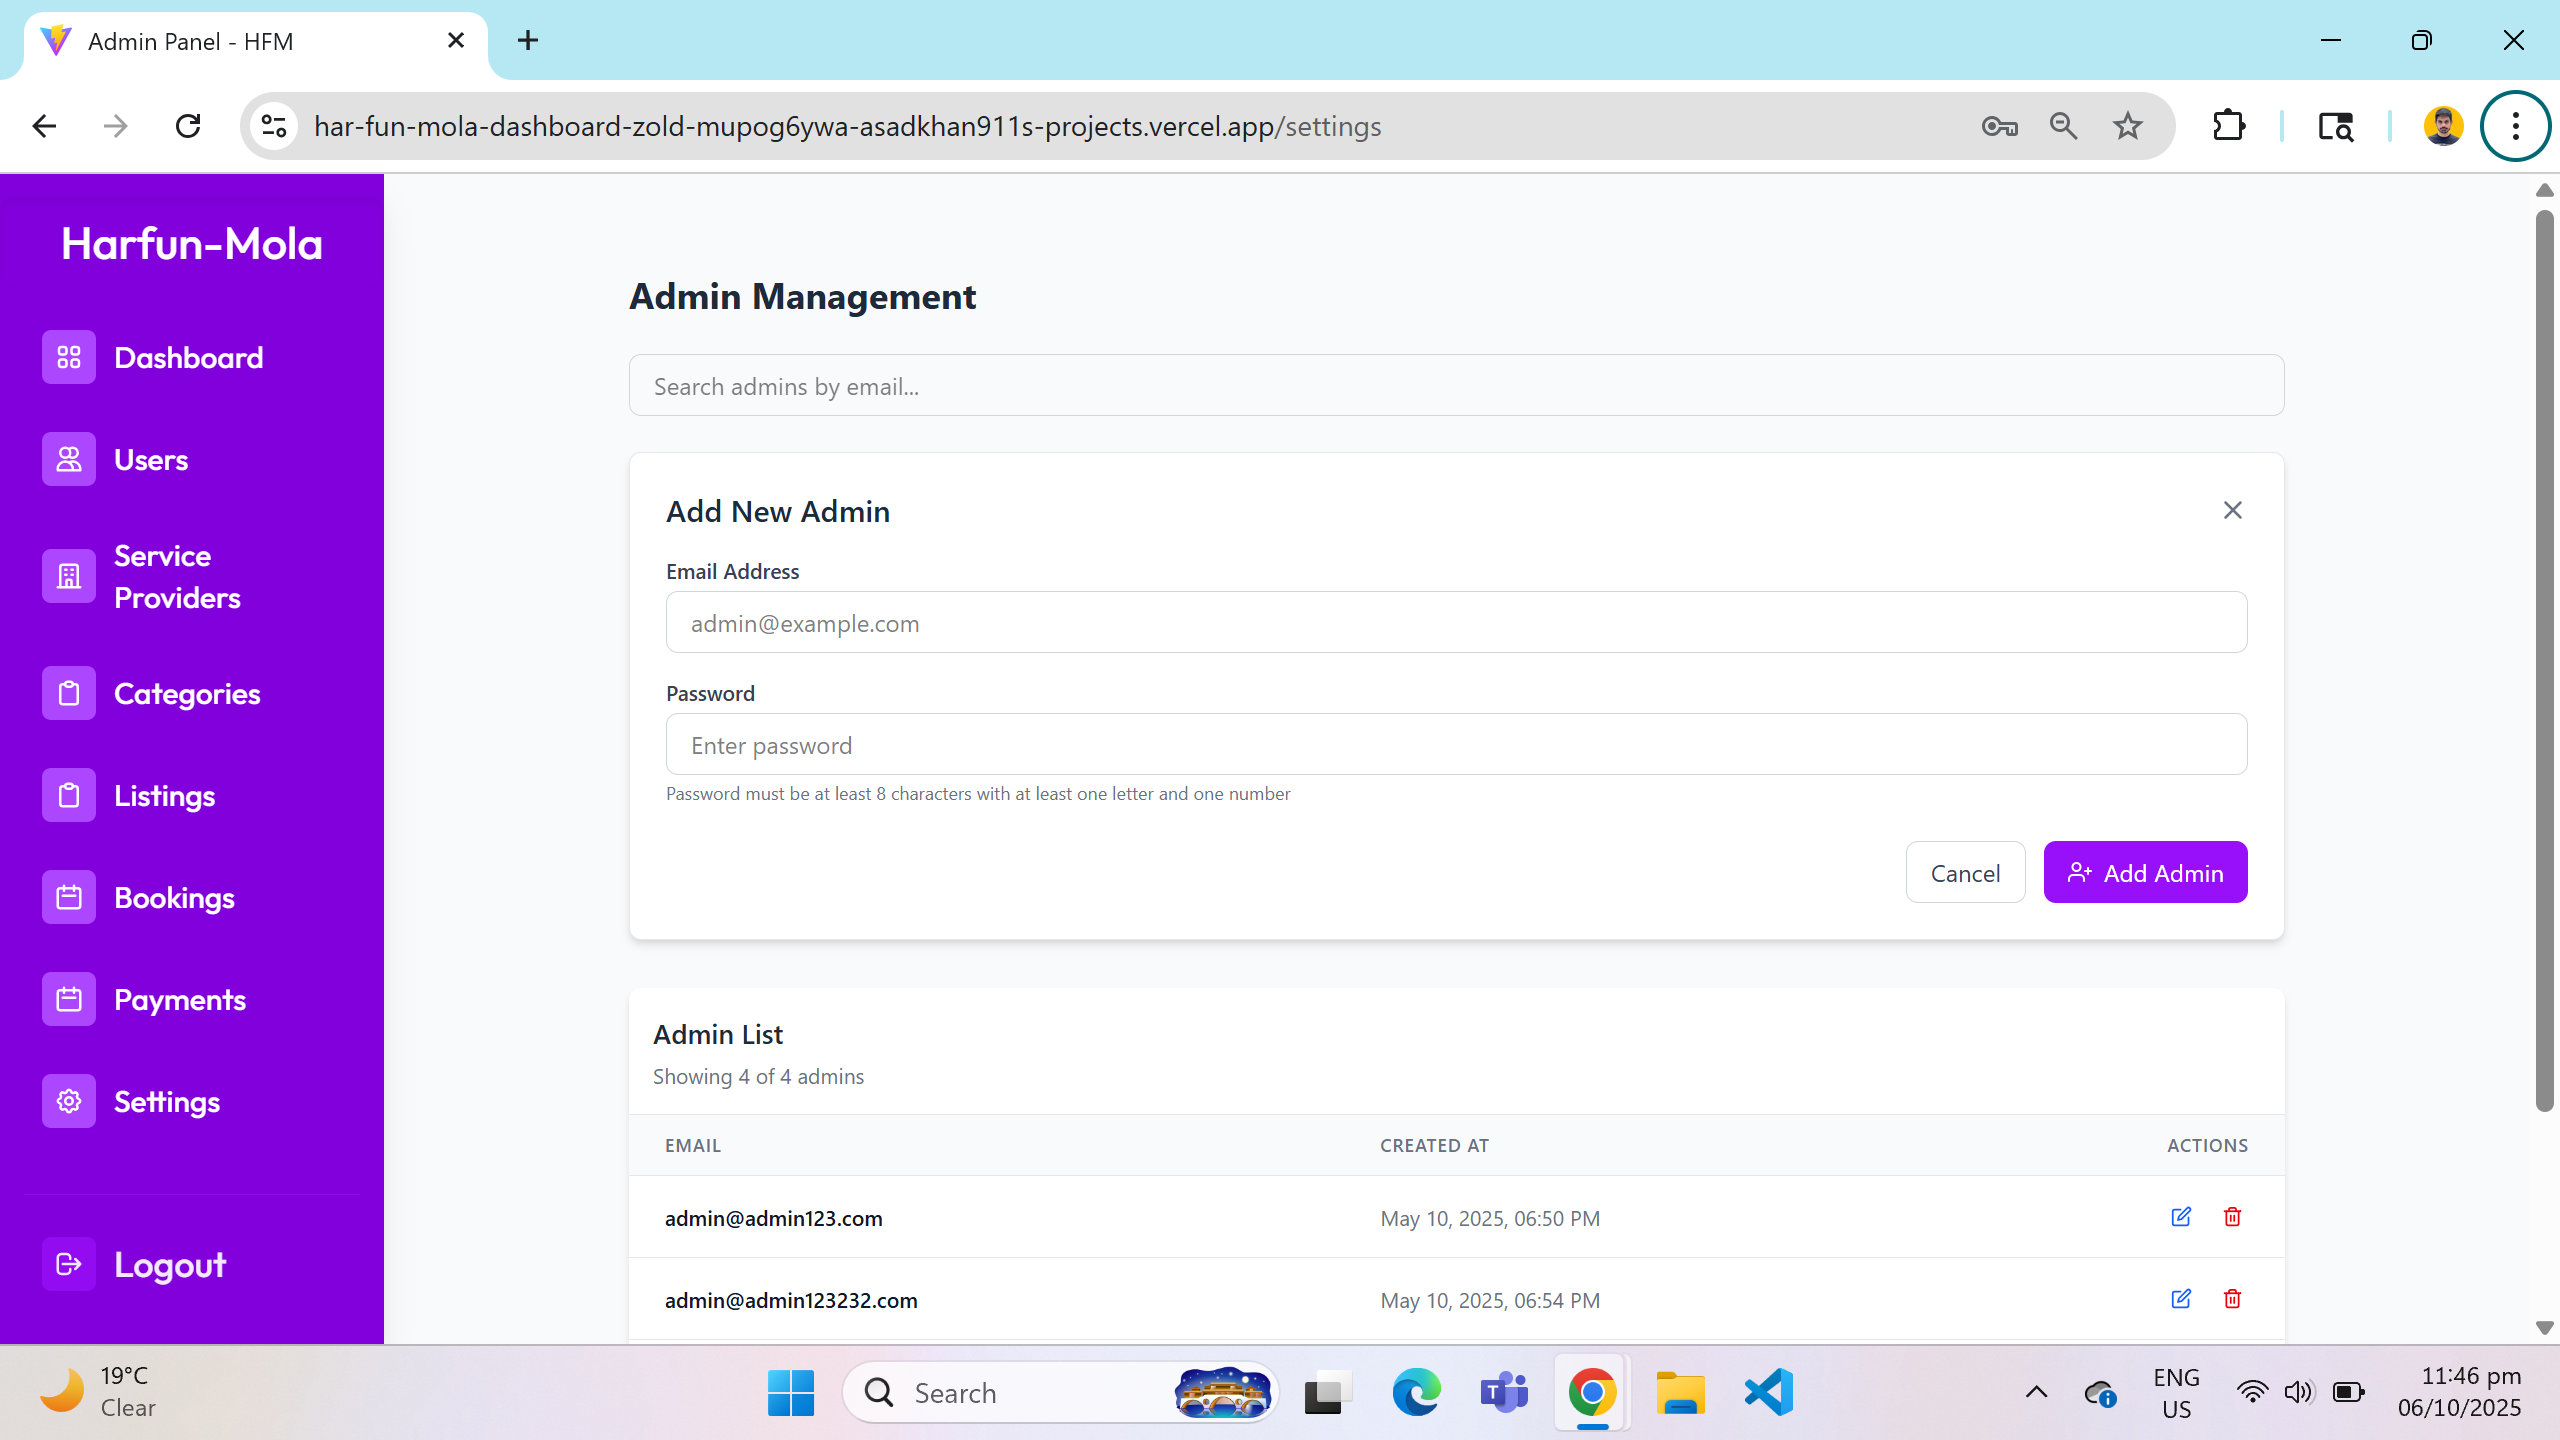 Admin Panel - HFM
har-fun-mola-dashboard-zold-mupog6ywa-asadkhan911s-projects.vercel.app/settings
Harfun-Mola
Dashboard
Users
Service
Providers
Categories
Listings
Bookings
Payments
Settings
Logout
Admin Management
Search admins by email...
Add New Admin
Email Address
admin@example.com
Password
Enter password
Password must be at least 8 characters with at least one letter and one number
Cancel
Add Admin
Admin List
Showing 4 of 4 admins
EMAIL CREATED AT ACTIONS
admin@admin123.com May 10, 2025, 06:50 PM
admin@admin123232.com May 10, 2025, 06:54 PM
19°C
Clear
Search
T
ENG
US
11:46 pm
06/10/2025